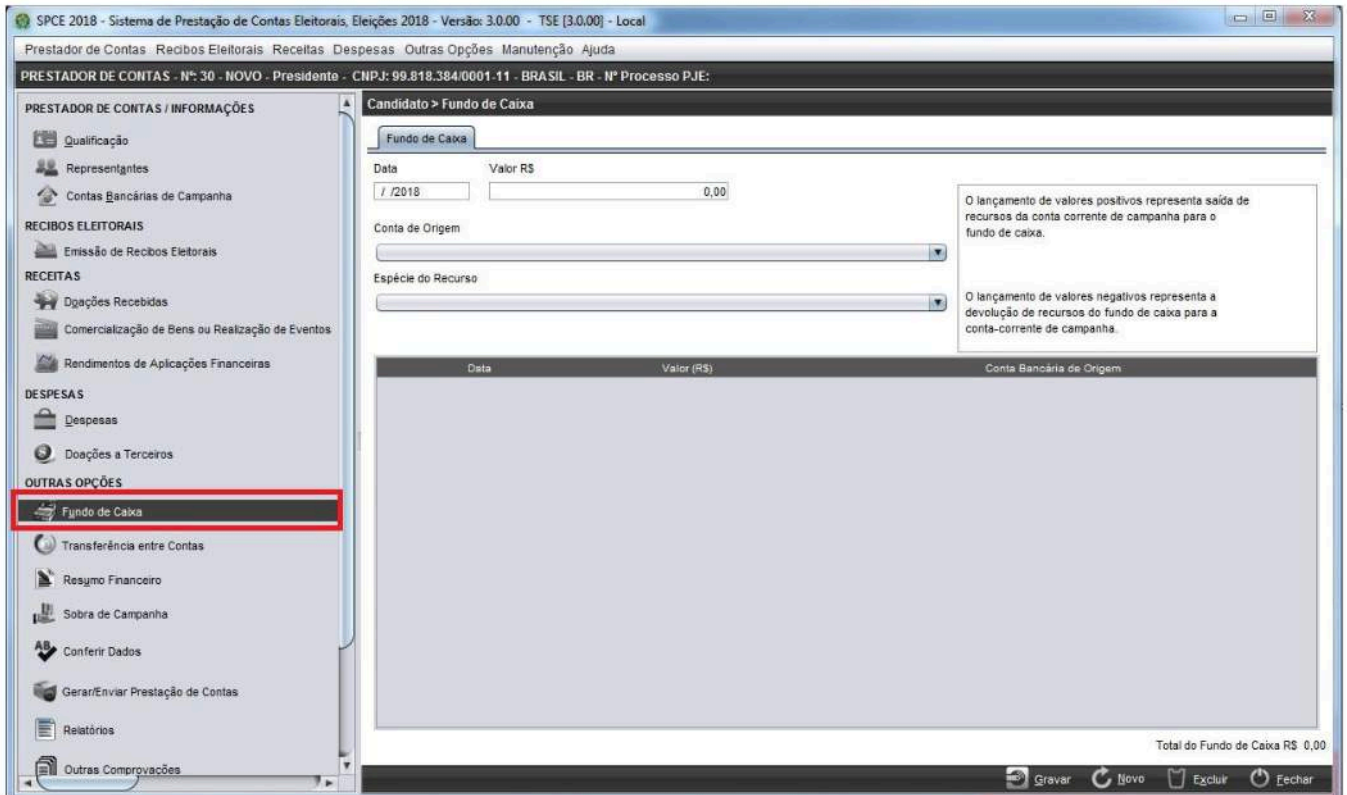 SPCE 2018 - Sistema de Prestação de Contas Eleitorais, Eleições 2018 - Versão: 3.0.00 - TSE [3.0.00] - Local
Prestador de Contas Recibos Eleitorais Receitas Despesas Outras Opções Manutenção Ajuda
PRESTADOR DE CONTAS - Nº: 30 - NOVO - Presidente - CNPJ: 99.818.384/0001-11 - BRASIL - BR - Nº Processo PJE:
PRESTADOR DE CONTAS / INFORMAÇÕES
Qualificação
Representantes
Contas Bancárias de Campanha
RECIBOS ELEITORAIS
Emissão de Recibos Eleitorais
RECEITAS
Doações Recebidas
Comercialização de Bens ou Realização de Eventos
Rendimentos de Aplicações Financeiras
DESPESAS
Despesas
Doações a Terceiros
OUTRAS OPÇÕES
Fundo de Caixa
Transferência entre Contas
Resumo Financeiro
Sobra de Campanha
Conferir Dados
Gerar/Enviar Prestação de Contas
Relatórios
Outras Comprovações
Candidato > Fundo de Caixa
Fundo de Caixa
Data Valor R$
/ /2018 0,00
Conta de Origem
Espécie do Recurso
O lançamento de valores positivos representa saída de
recursos da conta corrente de campanha para o
fundo de caixa.
O lançamento de valores negativos representa a
devolução de recursos do fundo de caixa para a
conta-corrente de campanha.
Data Valor (R$) Conta Bancária de Origem
Total do Fundo de Caixa R$ 0,00
Gravar Novo Excluir Fechar